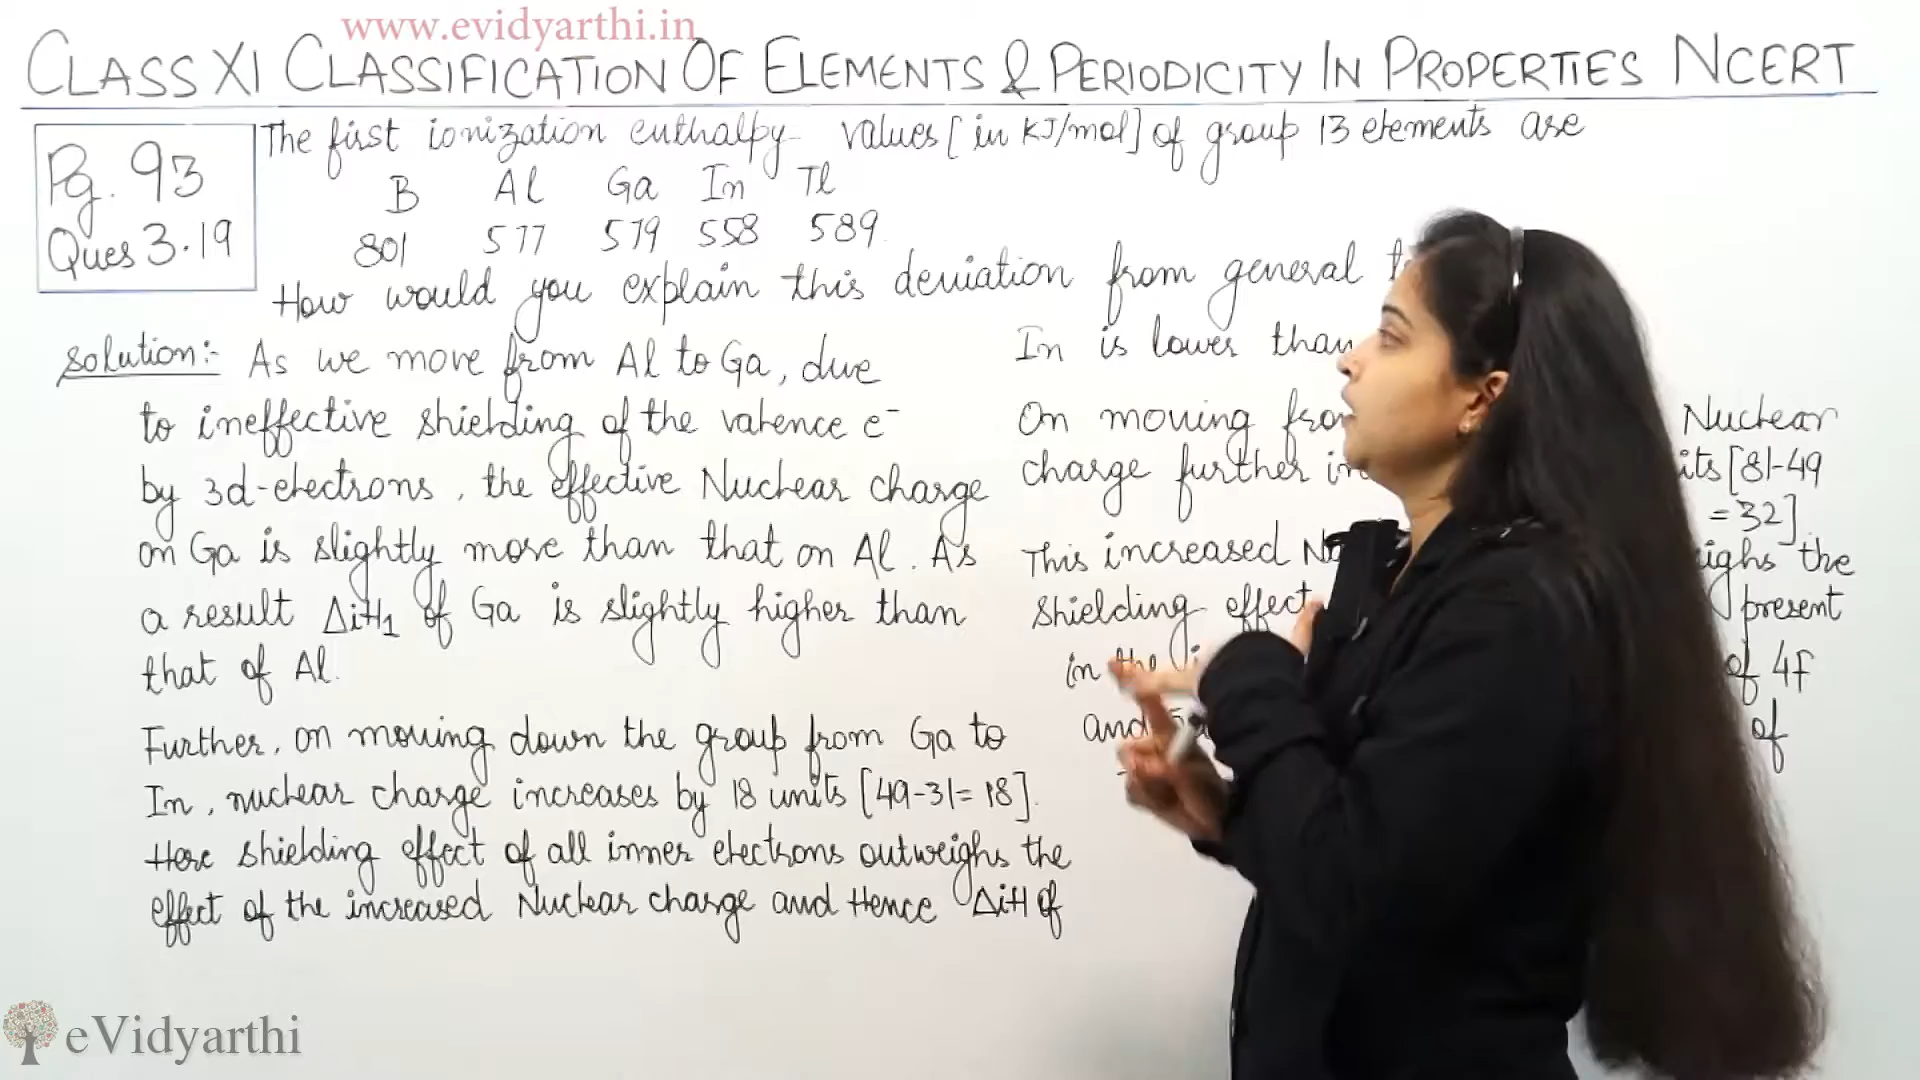 www.evidyarthi.in
CLASS XI CLASSIFICATION OF ELEMENTS & PERIODICITY IN PROPERTIES NCERT
Pg. 93
Ques 3.19
The first ionization enthalpy values [in KJ/mol] of group 13 elements are
B Al Ga In Tl
801 577 579 558 589
How would you explain this deviation from general
Solution:- As we move from Al to Ga, due
to ineffective shielding of the valence e-
by 3d-electrons, the effective Nuclear charge
on Ga is slightly more than that on Al. As
a result ΔiH1 of Ga is slightly higher than
that of Al.
Further, on moving down the group from Ga to
In, nuclear charge increases by 18 units [49-31=18].
Here shielding effect of all inner electrons outweighs the
effect of the increased Nuclear charge and Hence ΔiH of
In is lower than
On moving Nuclear
charge further [81-49
=32].
This increased the
shielding effect present
in the of 4f
and of
eVidyarthi